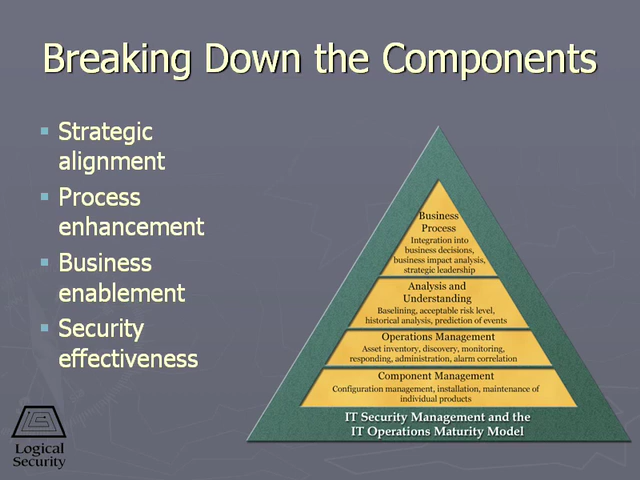 Breaking Down the Components
Strategic
alignment
Process
enhancement
Business
enablement
Security
effectiveness
Business
Process
Integration into
business decisions,
business impact analysis,
strategic leadership
Analysis and
Understanding
Baselining, acceptable risk level,
historical analysis, prediction of events
Operations Management
Asset inventory, discovery, monitoring,
responding, administration, alarm correlation
Component Management
Configuration management, installation, maintenance of
individual products
IT Security Management and the
IT Operations Maturity Model
Logical
Security